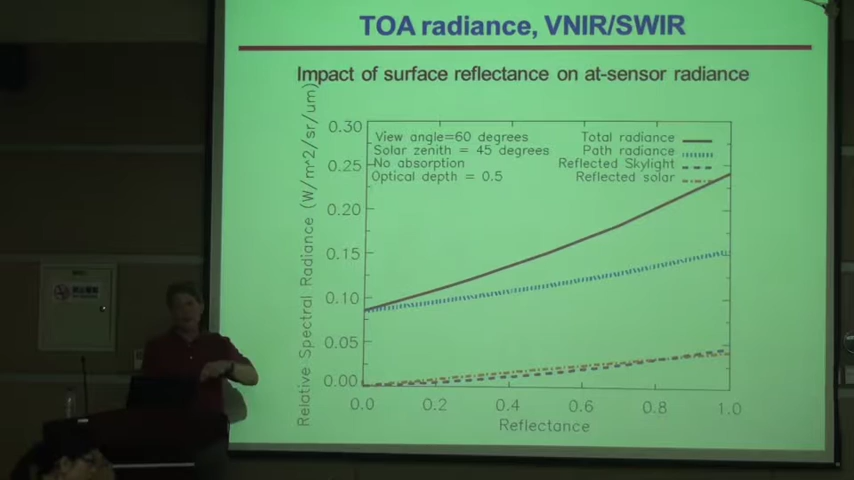 TOA radiance, VNIR/SWIR
Impact of surface reflectance on at-sensor radiance
Relative Spectral Radiance (W/m^2/sr/um)
0.30
0.25
0.20
0.15
0.10
0.05
0.00
View angle=60 degrees
Solar zenith = 45 degrees
No absorption
Optical depth = 0.5
Total radiance
Path radiance
Reflected Skylight
Reflected solar
0.0 0.2 0.4 0.6 0.8 1.0
Reflectance